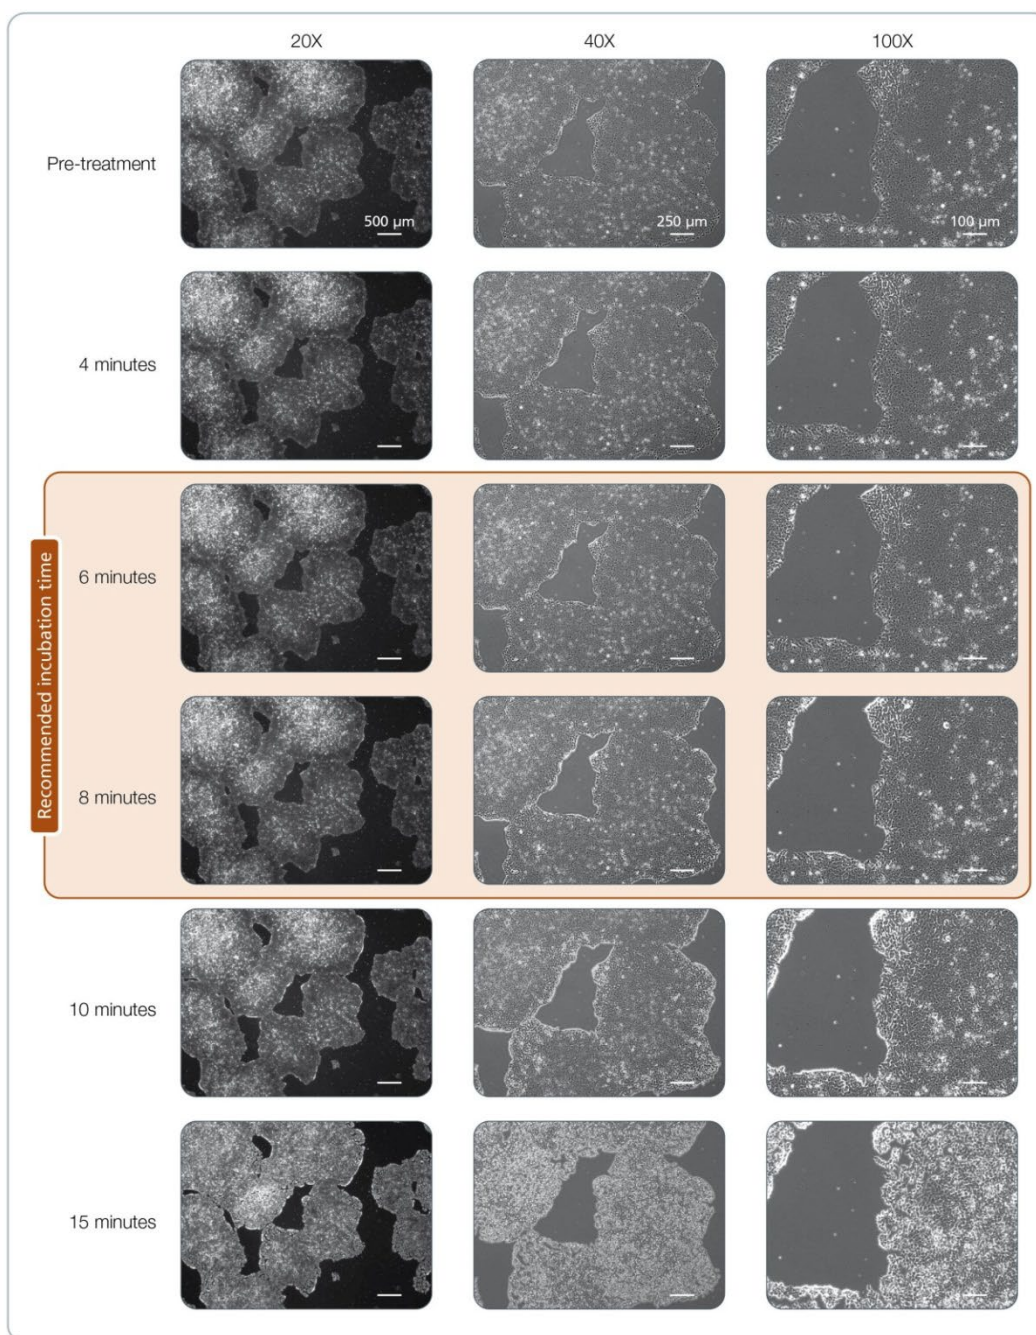 20X
40X
100X
Pre-treatment
500 µm
250 µm
100 µm
4 minutes
Recommended incubation time
6 minutes
8 minutes
10 minutes
15 minutes